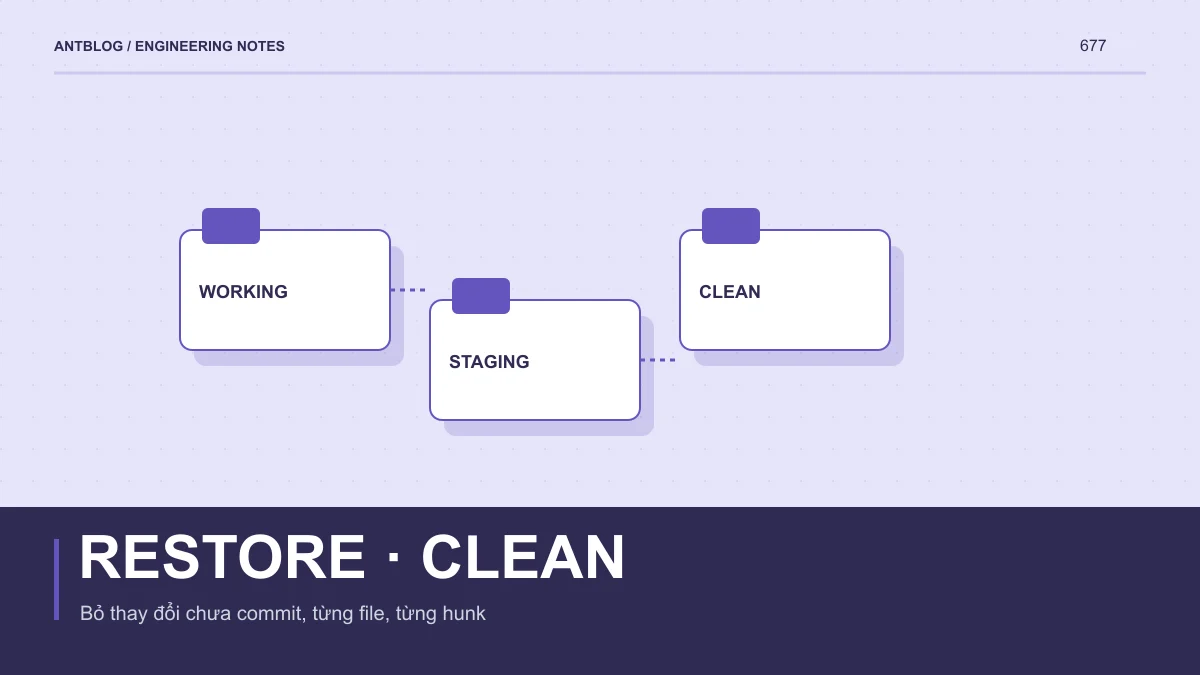 ANTBLOG / ENGINEERING NOTES
677
WORKING
STAGING
CLEAN
RESTORE · CLEAN
Bỏ thay đổi chưa commit, từng file, từng hunk